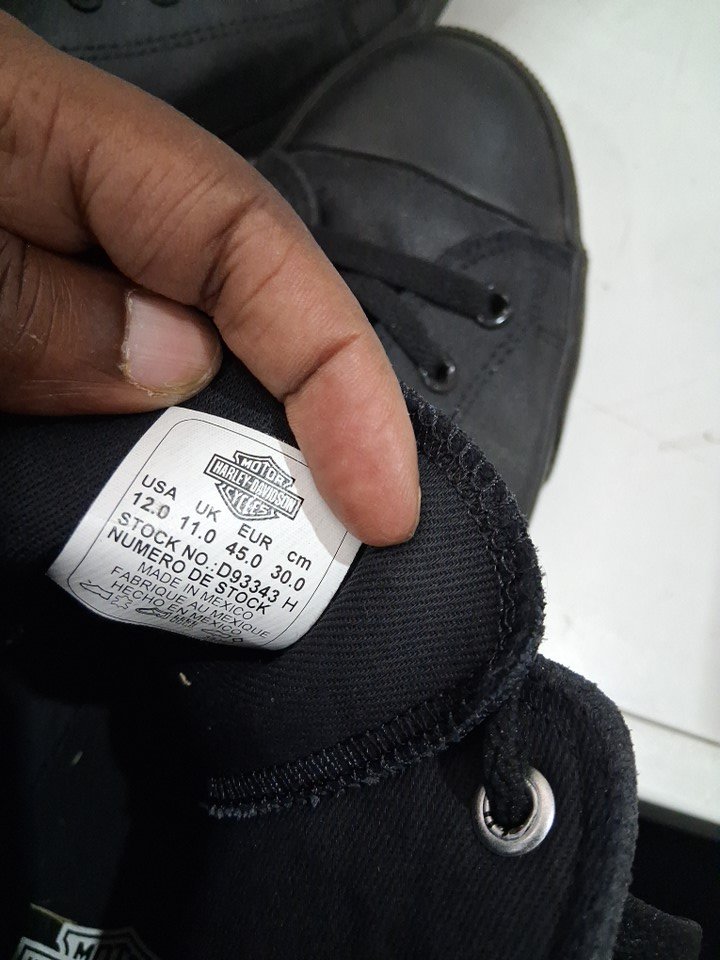 MOTOR
HARLEY-DAVIDSON
CYCLES
USA UK EUR cm
12.0 11.0 45.0 30.0
STOCK NO.:D93343 H
NUMERO DE STOCK
MADE IN MEXICO
FABRIQUE AU MEXIQUE
HECHO EN MEXICO